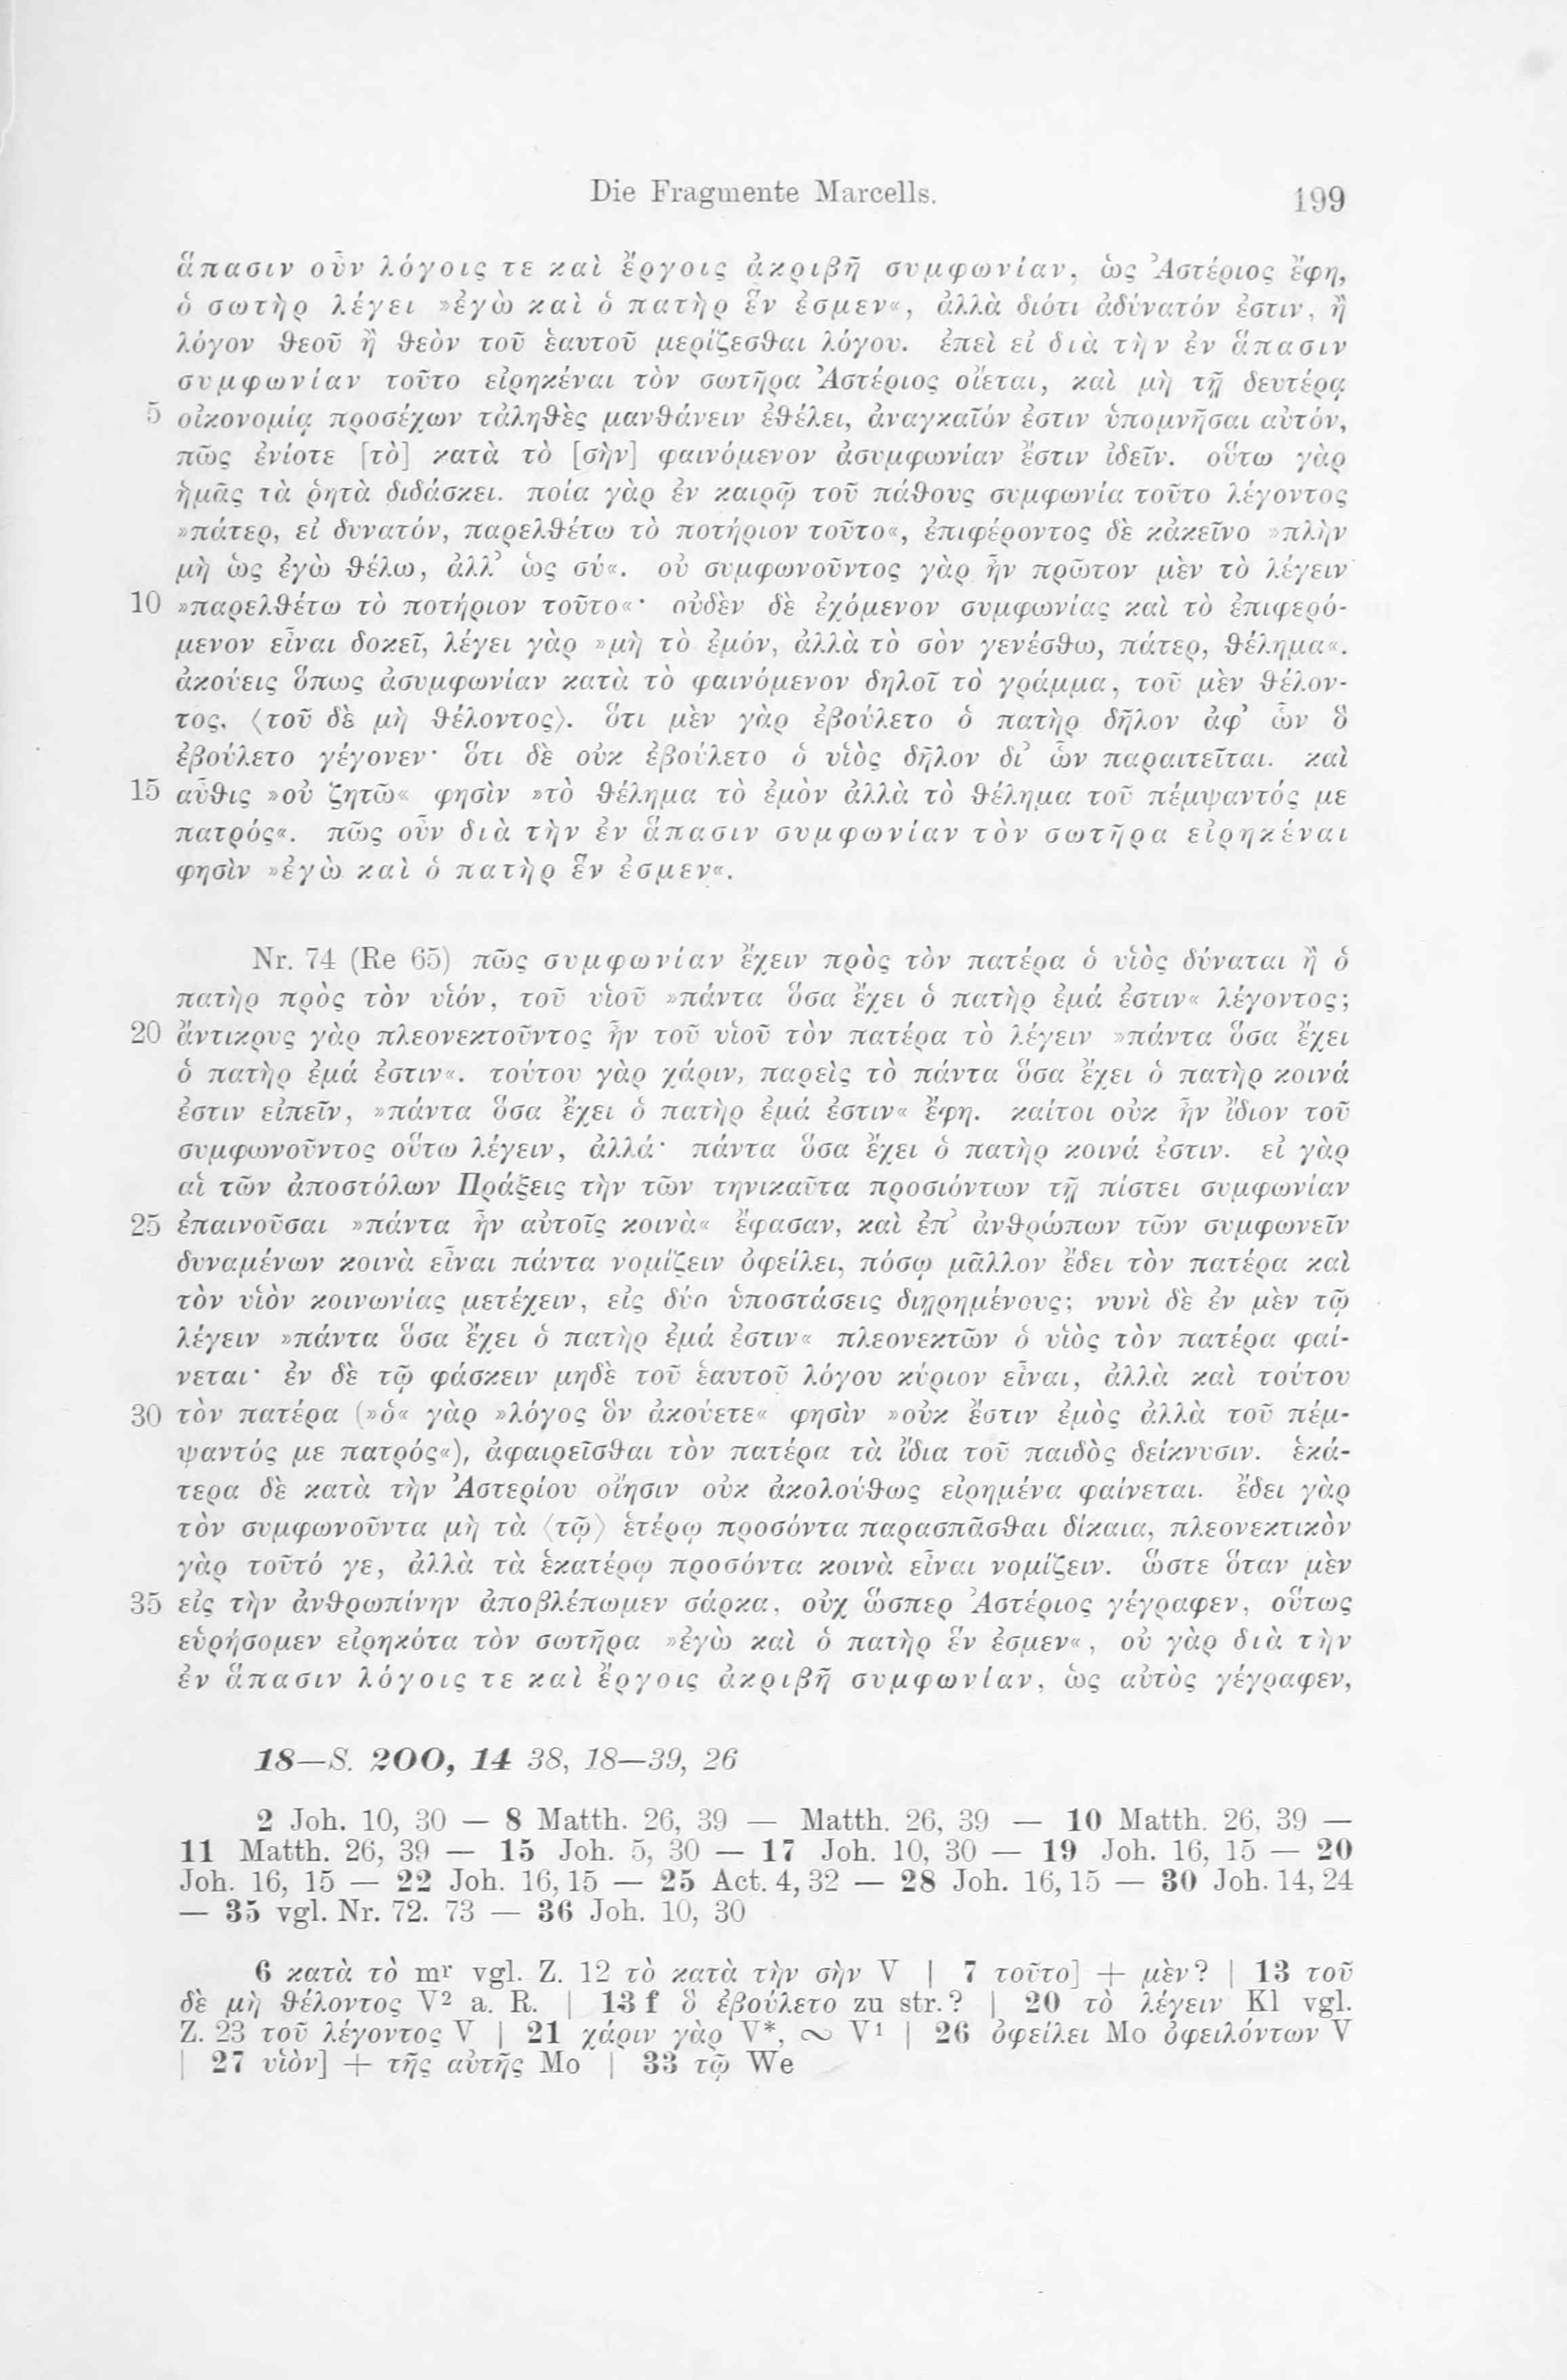 Die Fragmente Marcells. 199
ἅπασιν οὖν λόγοις τε καὶ ἔργοις ἀκριβῆ συμφωνίαν, ὡς Ἀστέριος ἔφη,
ὁ σωτὴρ λέγει »ἐγὼ καὶ ὁ πατὴρ ἕν ἐσμεν«, ἀλλὰ διότι ἀδύνατόν ἐστιν, ἢ
λόγον θεοῦ ἢ θεὸν τοῦ ἑαυτοῦ μερίζεσθαι λόγου. ἐπεὶ εἰ διὰ τὴν ἐν ἅπασιν
συμφωνίαν τοῦτο εἰρηκέναι τὸν σωτῆρα Ἀστέριος οἴεται, καὶ μὴ τῇ δευτέρᾳ
5 οἰκονομίᾳ προσέχων τἀληθὲς μανθάνειν ἐθέλει, ἀναγκαῖόν ἐστιν ὑπομνῆσαι αὐτόν,
πῶς ἐνίοτε [τὸ] κατὰ τὸ [σὴν] φαινόμενον ἀσυμφωνίαν ἔστιν ἰδεῖν. οὕτω γὰρ
ἡμᾶς τὰ ῥητὰ διδάσκει. ποία γὰρ ἐν καιρῷ τοῦ πάθους συμφωνία τοῦτο λέγοντος
»πάτερ, εἰ δυνατόν, παρελθέτω τὸ ποτήριον τοῦτο«, ἐπιφέροντος δὲ κἀκεῖνο »πλὴν
μὴ ὡς ἐγὼ θέλω, ἀλλ᾽ ὡς σύ«. οὐ συμφωνοῦντος γὰρ ἦν πρῶτον μὲν τὸ λέγειν
10 »παρελθέτω τὸ ποτήριον τοῦτο«· οὐδὲν δὲ ἐχόμενον συμφωνίας καὶ τὸ ἐπιφερό-
μενον εἶναι δοκεῖ, λέγει γὰρ »μὴ τὸ ἐμόν, ἀλλὰ τὸ σὸν γενέσθω, πάτερ, θέλημα«.
ἀκούεις ὅπως ἀσυμφωνίαν κατὰ τὸ φαινόμενον δηλοῖ τὸ γράμμα, τοῦ μὲν θέλον-
τος, ⟨τοῦ δὲ μὴ θέλοντος⟩. ὅτι μὲν γὰρ ἐβούλετο ὁ πατὴρ δῆλον ἀφ᾽ ὧν ὃ
ἐβούλετο γέγονεν· ὅτι δὲ οὐκ ἐβούλετο ὁ υἱὸς δῆλον δι᾽ ὧν παραιτεῖται. καὶ
15 αὖθις »οὐ ζητῶ« φησὶν »τὸ θέλημα τὸ ἐμὸν ἀλλὰ τὸ θέλημα τοῦ πέμψαντός με
πατρός«. πῶς οὖν διὰ τὴν ἐν ἅπασιν συμφωνίαν τὸν σωτῆρα εἰρηκέναι
φησὶν »ἐγὼ καὶ ὁ πατὴρ ἕν ἐσμεν«.
Nr. 74 (Re 65) πῶς συμφωνίαν ἔχειν πρὸς τὸν πατέρα ὁ υἱὸς δύναται ἢ ὁ
πατὴρ πρὸς τὸν υἱόν, τοῦ υἱοῦ »πάντα ὅσα ἔχει ὁ πατὴρ ἐμά ἐστιν« λέγοντος;
20 ἄντικρυς γὰρ πλεονεκτοῦντος ἦν τοῦ υἱοῦ τὸν πατέρα τὸ λέγειν »πάντα ὅσα ἔχει
ὁ πατὴρ ἐμά ἐστιν«. τούτου γὰρ χάριν, παρεὶς τὸ πάντα ὅσα ἔχει ὁ πατὴρ κοινά
ἐστιν εἰπεῖν, »πάντα ὅσα ἔχει ὁ πατὴρ ἐμά ἐστιν« ἔφη. καίτοι οὐκ ἦν ἴδιον τοῦ
συμφωνοῦντος οὕτω λέγειν, ἀλλά· πάντα ὅσα ἔχει ὁ πατὴρ κοινά ἐστιν. εἰ γὰρ
αἱ τῶν ἀποστόλων Πράξεις τὴν τῶν τηνικαῦτα προσιόντων τῇ πίστει συμφωνίαν
25 ἐπαινοῦσαι »πάντα ἦν αὐτοῖς κοινὰ« ἔφασαν, καὶ ἐπ᾽ ἀνθρώπων τῶν συμφωνεῖν
δυναμένων κοινὰ εἶναι πάντα νομίζειν ὀφείλει, πόσῳ μᾶλλον ἔδει τὸν πατέρα καὶ
τὸν υἱὸν κοινωνίας μετέχειν, εἰς δύο ὑποστάσεις διῃρημένους; νυνὶ δὲ ἐν μὲν τῷ
λέγειν »πάντα ὅσα ἔχει ὁ πατὴρ ἐμά ἐστιν« πλεονεκτῶν ὁ υἱὸς τὸν πατέρα φαί-
νεται· ἐν δὲ τῷ φάσκειν μηδὲ τοῦ ἑαυτοῦ λόγου κύριον εἶναι, ἀλλὰ καὶ τούτου
30 τὸν πατέρα (»ὁ« γὰρ »λόγος ὃν ἀκούετε« φησὶν »οὐκ ἔστιν ἐμὸς ἀλλὰ τοῦ πέμ-
ψαντός με πατρός«), ἀφαιρεῖσθαι τὸν πατέρα τὰ ἴδια τοῦ παιδὸς δείκνυσιν. ἑκά-
τερα δὲ κατὰ τὴν Ἀστερίου οἴησιν οὐκ ἀκολούθως εἰρημένα φαίνεται. ἔδει γὰρ
τὸν συμφωνοῦντα μὴ τὰ ⟨τῷ⟩ ἑτέρῳ προσόντα παρασπᾶσθαι δίκαια, πλεονεκτικὸν
γὰρ τοῦτό γε, ἀλλὰ τὰ ἑκατέρῳ προσόντα κοινὰ εἶναι νομίζειν. ὥστε ὅταν μὲν
35 εἰς τὴν ἀνθρωπίνην ἀποβλέπωμεν σάρκα, οὐχ ὥσπερ Ἀστέριος γέγραφεν, οὕτως
εὑρήσομεν εἰρηκότα τὸν σωτῆρα »ἐγὼ καὶ ὁ πατὴρ ἕν ἐσμεν«, οὐ γὰρ διὰ τὴν
ἐν ἅπασιν λόγοις τε καὶ ἔργοις ἀκριβῆ συμφωνίαν, ὡς αὐτὸς γέγραφεν,
18—S. 200, 14 38, 18—39, 26
2 Joh. 10, 30 — 8 Matth. 26, 39 — Matth. 26, 39 — 10 Matth. 26, 39 —
11 Matth. 26, 39 — 15 Joh. 5, 30 — 17 Joh. 10, 30 — 19 Joh. 16, 15 — 20
Joh. 16, 15 — 22 Joh. 16, 15 — 25 Act. 4, 32 — 28 Joh. 16, 15 — 30 Joh. 14, 24
— 35 vgl. Nr. 72. 73 — 36 Joh. 10, 30
6 κατὰ τὸ mr vgl. Z. 12 τὸ κατὰ τὴν σὴν V | 7 τοῦτο] + μὲν? | 13 τοῦ
δὲ μὴ θέλοντος V² a. R. | 13 f ὃ ἐβούλετο zu str.? | 20 τὸ λέγειν Kl vgl.
Z. 23 τοῦ λέγοντος V | 21 χάριν γὰρ V*, ∾ V¹ | 26 ὀφείλει Mo ὀφειλόντων V
| 27 υἱὸν] + τῆς αὐτῆς Mo | 33 τῷ We